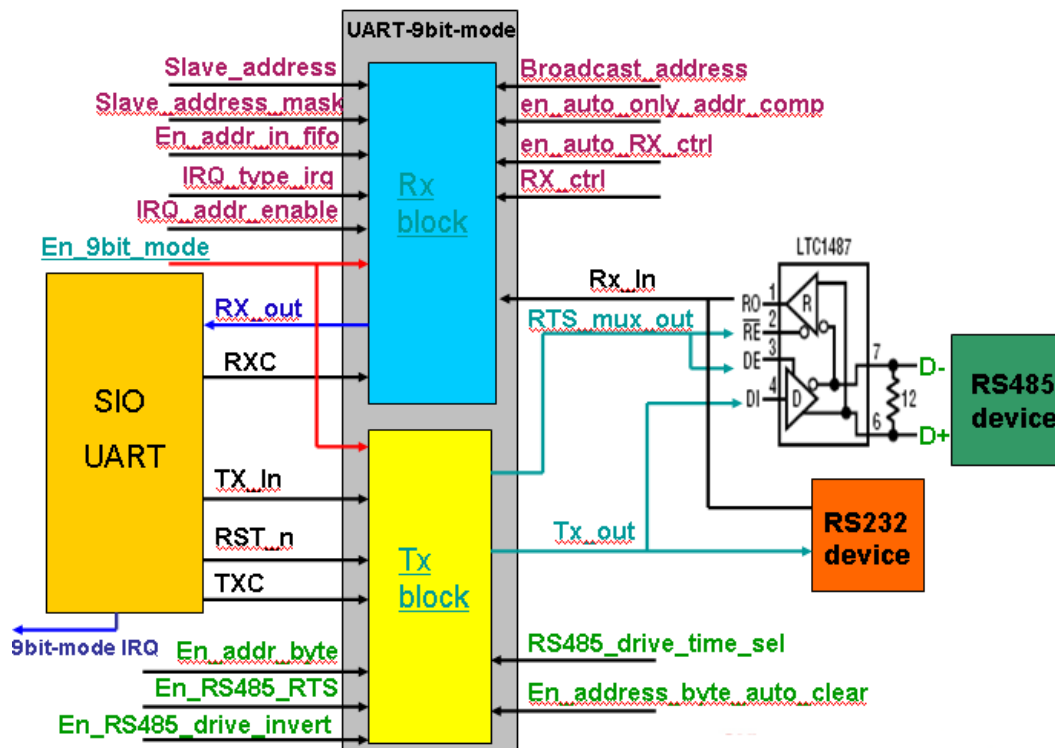 UART-9bit-mode
Slave_address
Broadcast_address
Slave_address_mask
en_auto_only_addr_comp
En_addr_in_fifo
en_auto_RX_ctrl
IRQ_type_irq
RX_ctrl
IRQ_addr_enable
Rx
block
En_9bit_mode
LTC1487
Rx_In
RO 1 R
RX_out
RTS_mux_out
RE 2
RXC
DE 3
7
D-
DI 4 D
12
6
D+
RS485
device
SIO
UART
TX_In
RS232
device
RST_n
Tx_out
TXC
Tx
block
9bit-mode IRQ
En_addr_byte
RS485_drive_time_sel
En_RS485_RTS
En_address_byte_auto_clear
En_RS485_drive_invert